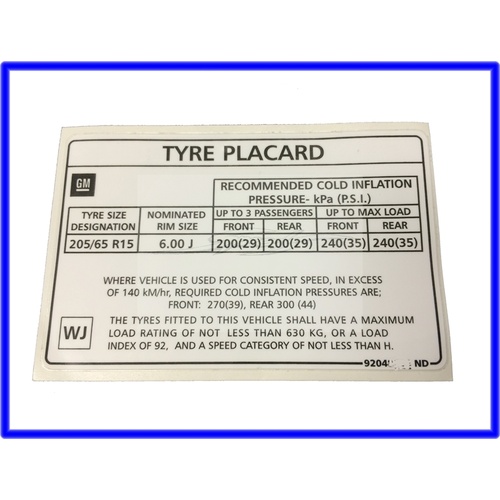 TYRE PLACARD
GM
RECOMMENDED COLD INFLATION
PRESSURE- kPa (P.S.I.)
TYRE SIZE DESIGNATION NOMINATED RIM SIZE UP TO 3 PASSENGERS UP TO MAX LOAD
FRONT REAR FRONT REAR
205/65 R15 6.00 J 200(29) 200(29) 240(35) 240(35)
WHERE VEHICLE IS USED FOR CONSISTENT SPEED, IN EXCESS
OF 140 kM/hr, REQUIRED COLD INFLATION PRESSURES ARE;
FRONT: 270(39), REAR 300 (44)
WJ
THE TYRES FITTED TO THIS VEHICLE SHALL HAVE A MAXIMUM
LOAD RATING OF NOT LESS THAN 630 KG, OR A LOAD
INDEX OF 92, AND A SPEED CATEGORY OF NOT LESS THAN H.
ND